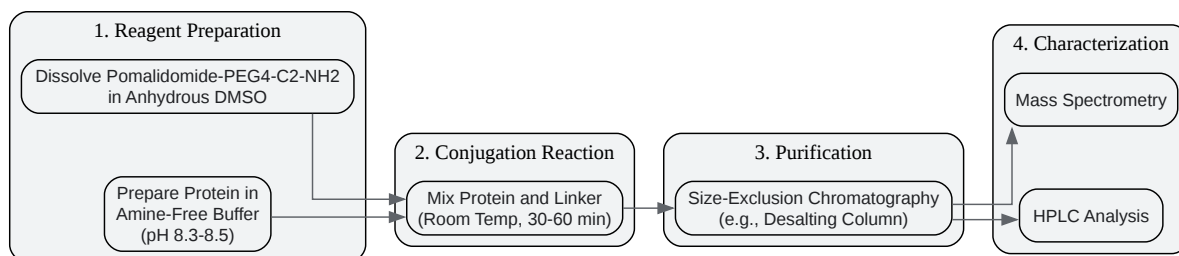 1. Reagent Preparation
Dissolve Pomalidomide-PEG4-C2-NH2
in Anhydrous DMSO
Prepare Protein in
Amine-Free Buffer
(pH 8.3-8.5)
2. Conjugation Reaction
Mix Protein and Linker
(Room Temp, 30-60 min)
3. Purification
Size-Exclusion Chromatography
(e.g., Desalting Column)
4. Characterization
Mass Spectrometry
HPLC Analysis